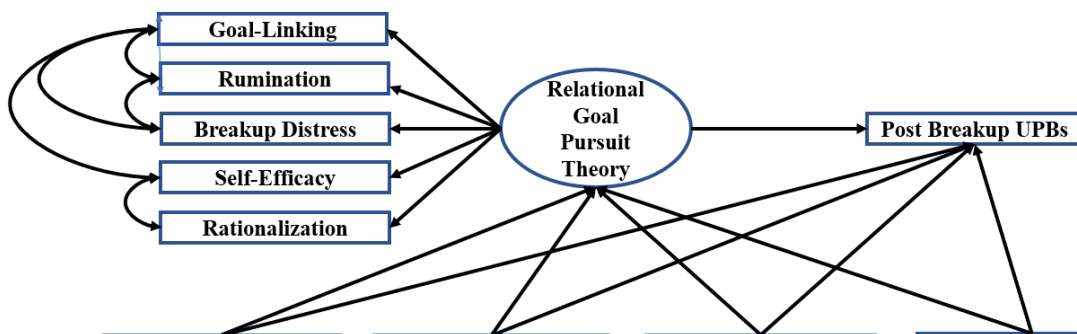 Goal-Linking
Rumination
Breakup Distress
Self-Efficacy
Rationalization
Relational
Goal
Pursuit
Theory
Post Breakup UPBs